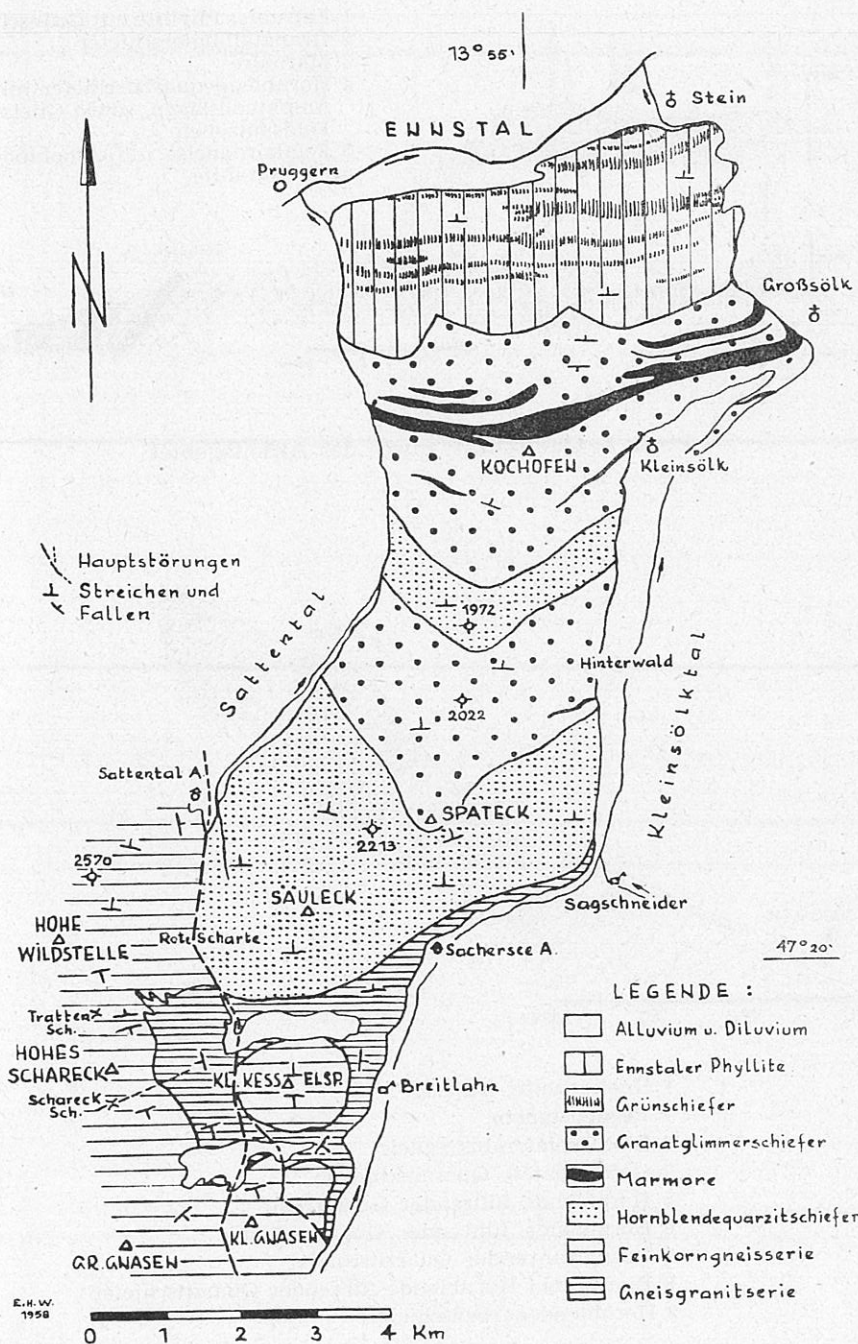 13° 55'
Stein
ENNSTAL
Pruggern
Großsölk
KOCHOFEN
Kleinsölk
Hauptstörungen
Streichen und
Fallen
1972
Sattental
Hinterwald
2022
Kleinsölktal
Sattental A.
SPATECK
2213
2570
SÄULECK
Sagschneider
HOHE
WILDSTELLE
Rote Scharte
Sachersee A.
47° 20'
Tratten
Sch.
HOHES
SCHARECK
KL. KESSELSP.
Breitlahn
Schareck
Sch.
KL. GNASEN
GR. GNASEN
LEGENDE :
Alluvium u. Diluvium
Ennstaler Phyllite
Grünschiefer
Granatglimmerschiefer
Marmore
Hornblendequarzitschiefer
Feinkorngneisserie
Gneisgranitserie
N
E.H.W.
1958
0 1 2 3 4 Km